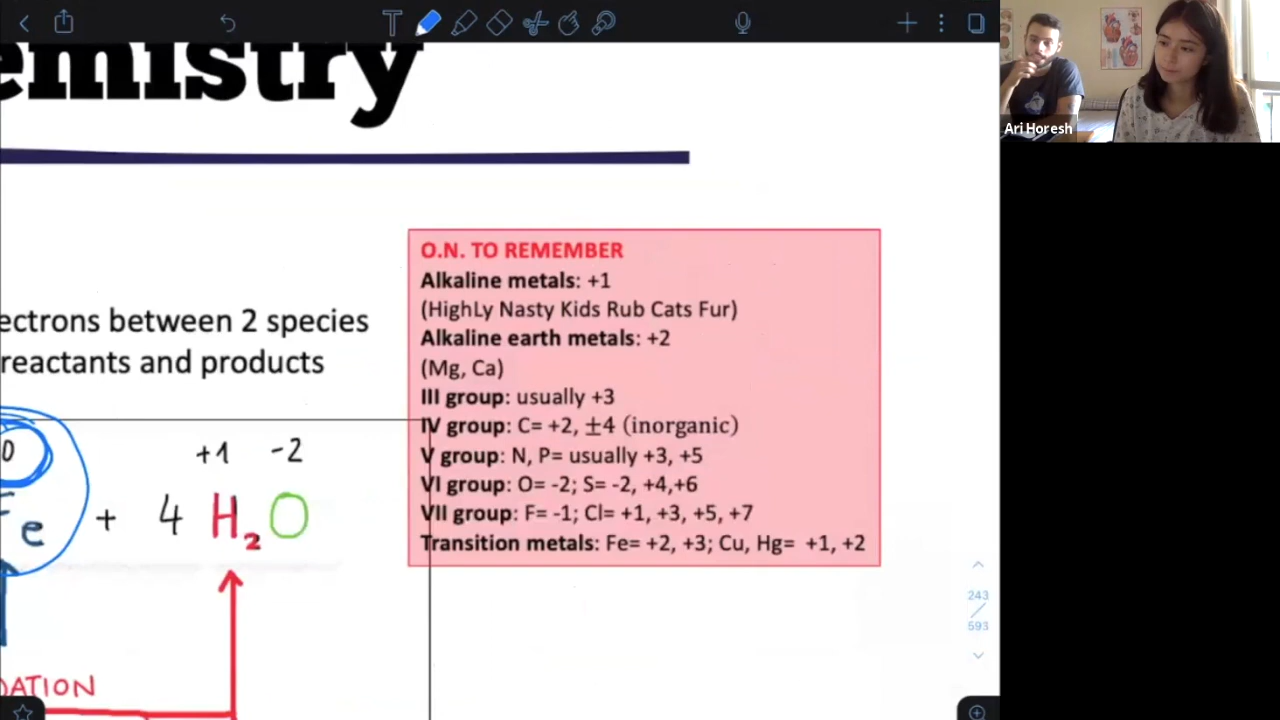 emistry
Ari Horesh
ectrons between 2 species
reactants and products
O.N. TO REMEMBER
Alkaline metals: +1
(HighLy Nasty Kids Rub Cats Fur)
Alkaline earth metals: +2
(Mg, Ca)
III group: usually +3
IV group: C= +2, ±4 (inorganic)
V group: N, P= usually +3, +5
VI group: O= -2; S= -2, +4,+6
VII group: F= -1; Cl= +1, +3, +5, +7
Transition metals: Fe= +2, +3; Cu, Hg= +1, +2
0 +1 -2
Fe + 4 H₂O
DATION
243
593